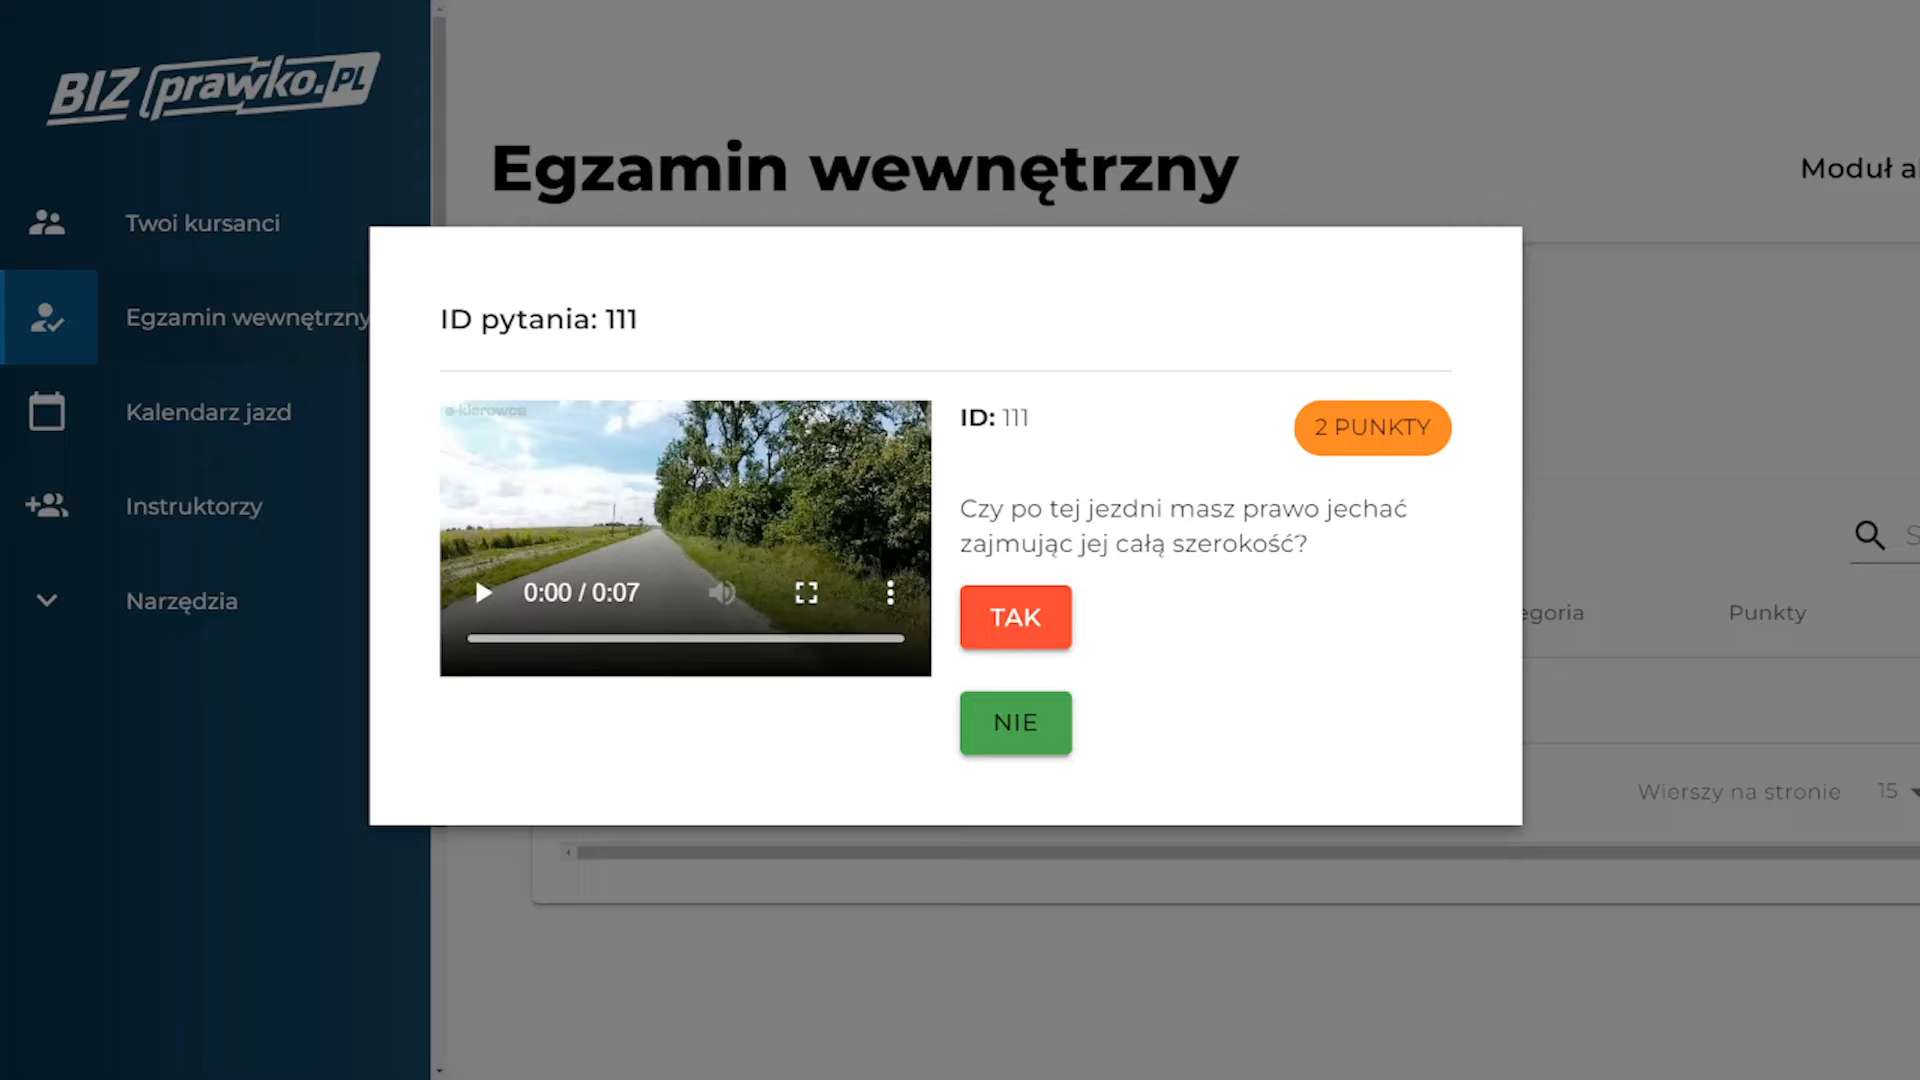 BIZ prawko.PL
Egzamin wewnętrzny
Moduł
Twoi kursanci
Egzamin wewnętrzny
Kalendarz jazd
Instruktorzy
Narzędzia
ID pytania: 111
e-kierowca
0:00 / 0:07
ID: 111
2 PUNKTY
Czy po tej jezdni masz prawo jechać
zajmując jej całą szerokość?
TAK
NIE
Punkty
Wierszy na stronie 15